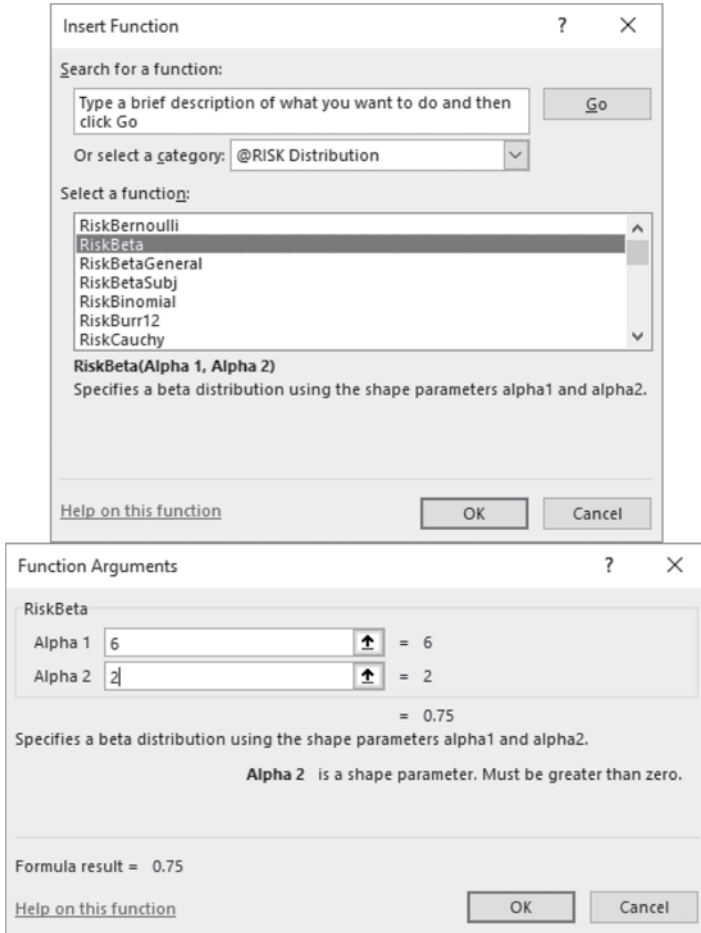 Insert Function ? ×
Search for a function:
Type a brief description of what you want to do and then
click Go
Go
Or select a category: @RISK Distribution
Select a function:
RiskBernoulli
RiskBeta
RiskBetaGeneral
RiskBetaSubj
RiskBinomial
RiskBurr12
RiskCauchy
RiskBeta(Alpha 1, Alpha 2)
Specifies a beta distribution using the shape parameters alpha1 and alpha2.
Help on this function OK Cancel
Function Arguments ? ×
RiskBeta
Alpha 1 6 = 6
Alpha 2 2 = 2
= 0.75
Specifies a beta distribution using the shape parameters alpha1 and alpha2.
Alpha 2 is a shape parameter. Must be greater than zero.
Formula result = 0.75
Help on this function OK Cancel